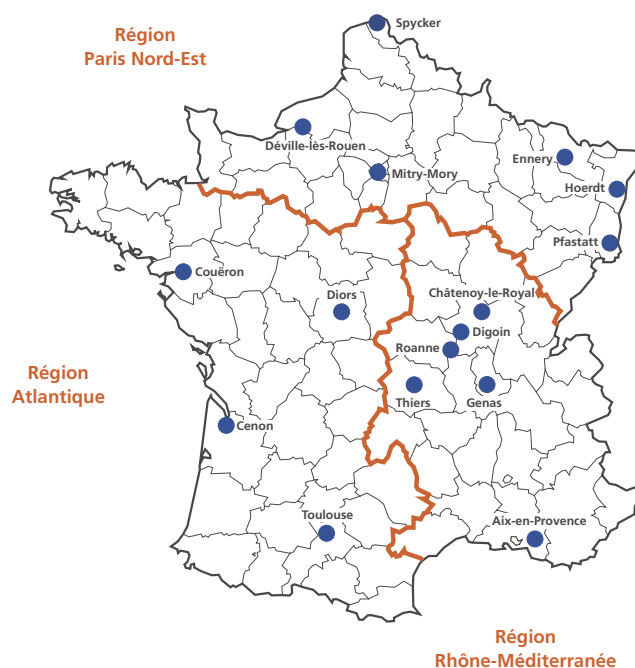 Spycker
Région
Paris Nord-Est
Déville-lès-Rouen
Ennery
Mitry-Mory
Hoerdt
Pfastatt
Couëron
Diors
Châtenoy-le-Royal
Digoin
Roanne
Région
Atlantique
Thiers
Genas
Cenon
Toulouse
Aix-en-Provence
Région
Rhône-Méditerranée